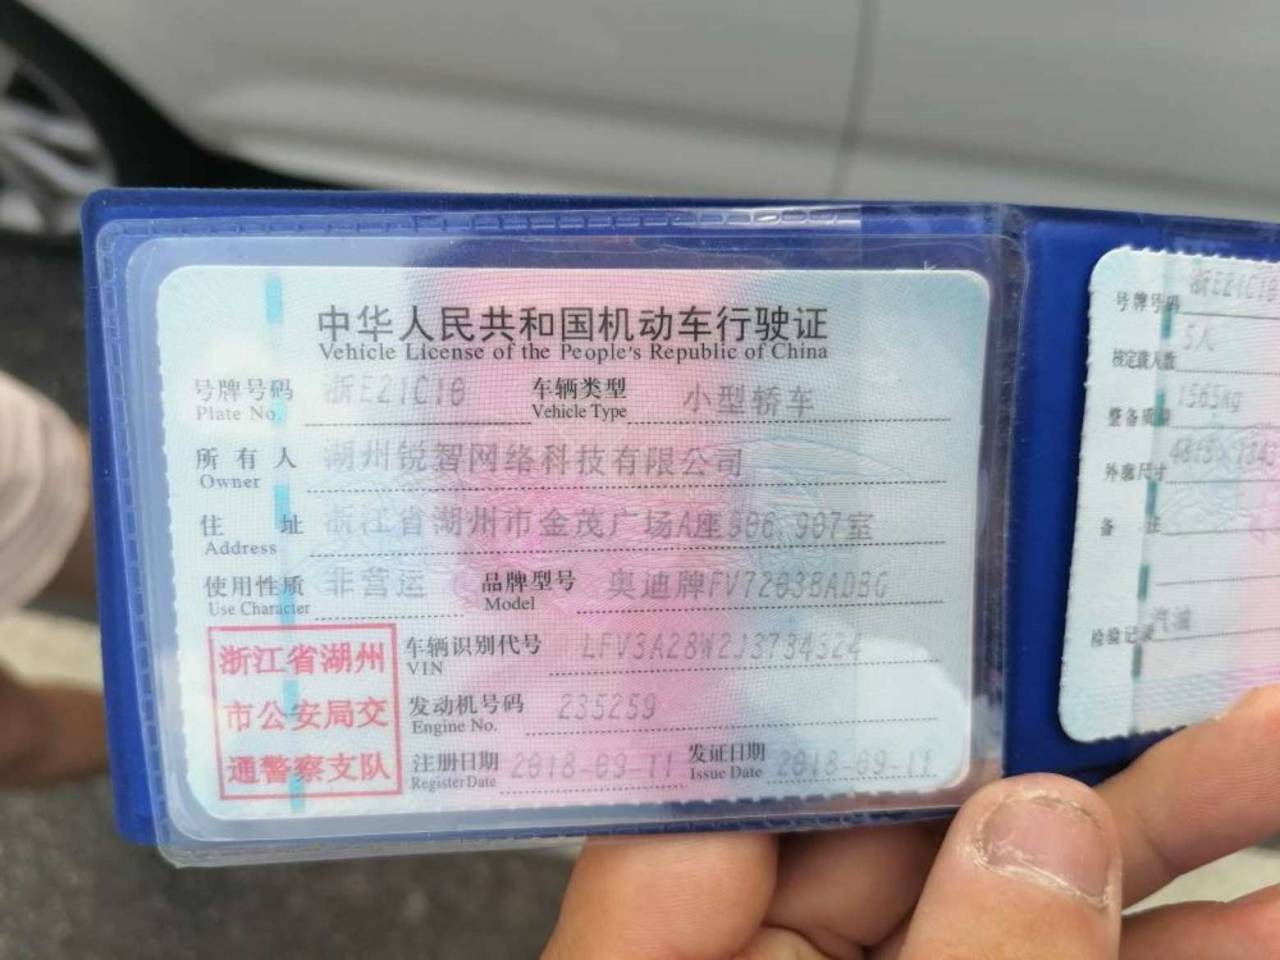 中华人民共和国机动车行驶证
Vehicle License of the People's Republic of China
号牌号码 浙E21C10 车辆类型 小型轿车
Plate No. Vehicle Type
所有人 湖州锐智网络科技有限公司
Owner
住址 浙江省湖州市金茂广场A座906,907室
Address
使用性质 非营运 品牌型号 奥迪牌FV7203BADBG
Use Character Model
浙江省湖州
市公安局交
通警察支队
车辆识别代号 LFV3A28W2J3734324
VIN
发动机号码 235259
Engine No.
注册日期 2018-09-11 发证日期 2018-09-11
Register Date Issue Date
号牌号码 浙E21C10
核定载人数 5人
整备质量 1565kg
外廓尺寸
备注
检验记录 汽油